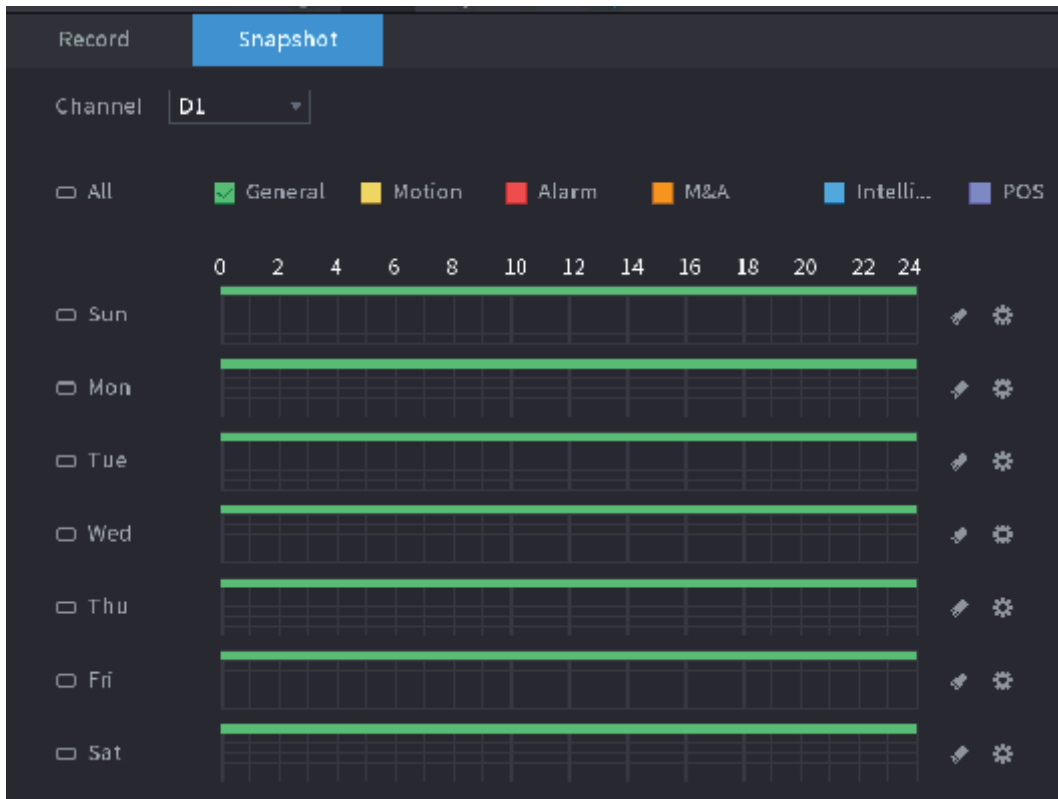 Record Snapshot
Channel D1
All General Motion Alarm M&A Intelli... POS
0 2 4 6 8 10 12 14 16 18 20 22 24
Sun
Mon
Tue
Wed
Thu
Fri
Sat